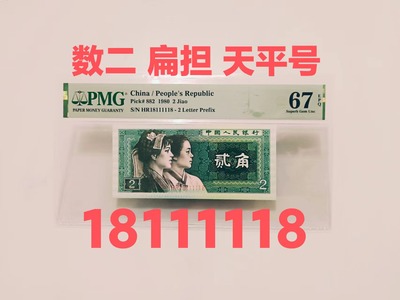 数二 扁担 天平号
PMG
PAPER MONEY GUARANTY
China / People's Republic
Pick# 882 1980 2 Jiao
S/N HR18111118 - 2 Letter Prefix
67 EPQ
Superb Gem Unc
中国人民银行
贰角
2 2
18111118